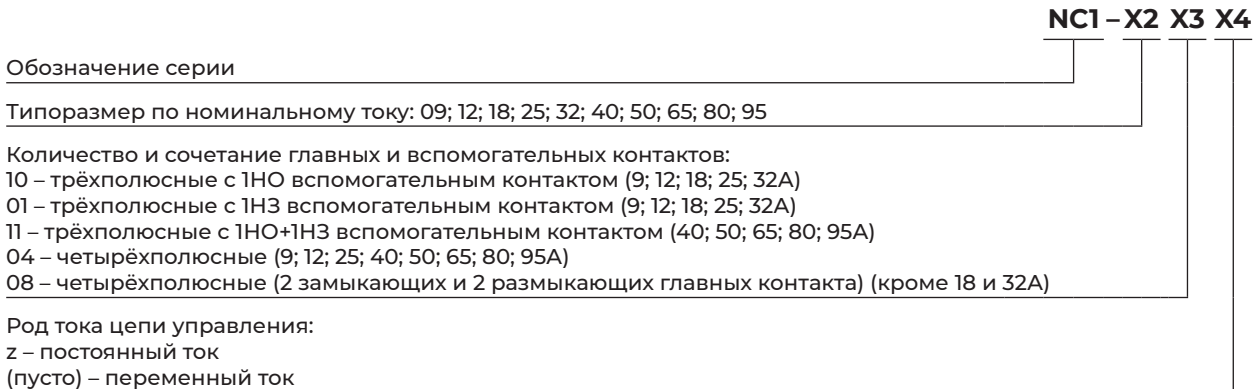 NC1 – X2 X3 X4
Обозначение серии
Типоразмер по номинальному току: 09; 12; 18; 25; 32; 40; 50; 65; 80; 95
Количество и сочетание главных и вспомогательных контактов:
10 – трёхполюсные с 1НО вспомогательным контактом (9; 12; 18; 25; 32А)
01 – трёхполюсные с 1НЗ вспомогательным контактом (9; 12; 18; 25; 32А)
11 – трёхполюсные с 1НО+1НЗ вспомогательным контактом (40; 50; 65; 80; 95А)
04 – четырёхполюсные (9; 12; 25; 40; 50; 65; 80; 95А)
08 – четырёхполюсные (2 замыкающих и 2 размыкающих главных контакта) (кроме 18 и 32А)
Род тока цепи управления:
z – постоянный ток
(пусто) – переменный ток